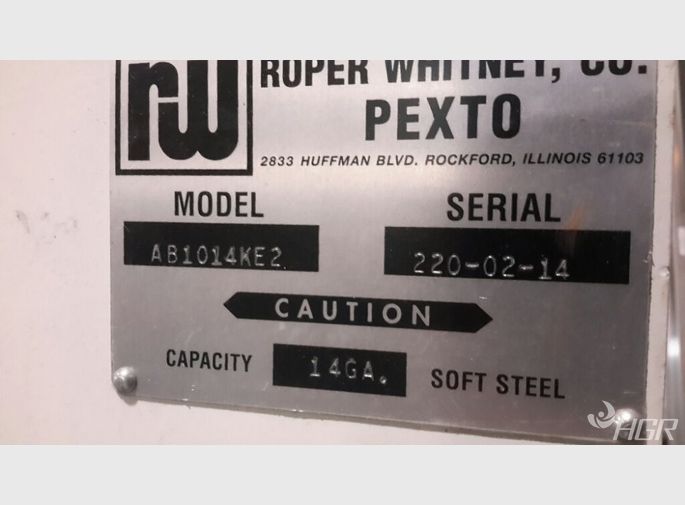 rw
ROPER WHITNEY, CO.
PEXTO
2833 HUFFMAN BLVD. ROCKFORD, ILLINOIS 61103
MODEL SERIAL
AB1014KE2 220-02-14
CAUTION
CAPACITY 14GA. SOFT STEEL
HGR